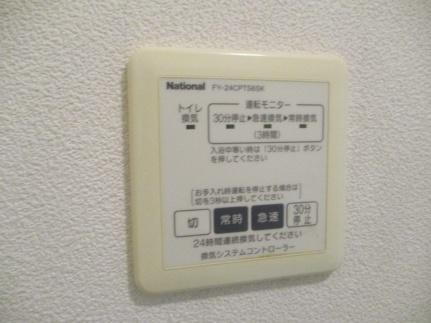 National FY-24CPTS6SK
トイレ
換気
運転モニター
30分停止▶急速換気▶常時換気
(3時間)
入浴中寒い時は「30分停止」ボタン
を押してください
お手入れ時運転を停止する場合は
切を3秒以上押してください
切 常時 急速 30分
停止
24時間連続換気してください
換気システムコントローラー